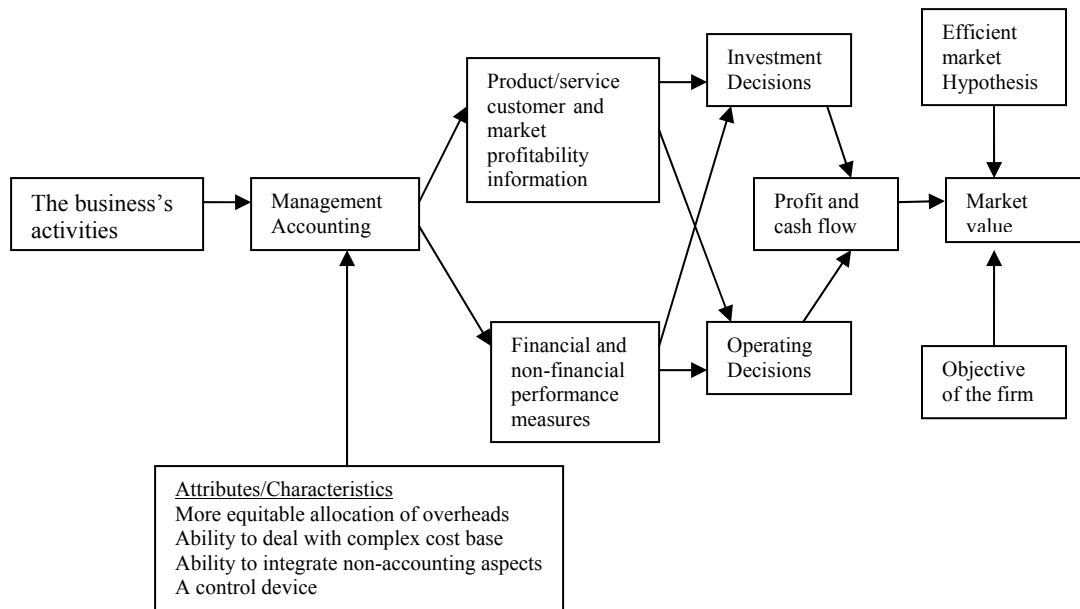 The business's
activities
Management
Accounting
Product/service
customer and
market
profitability
information
Financial and
non-financial
performance
measures
Investment
Decisions
Operating
Decisions
Profit and
cash flow
Efficient
market
Hypothesis
Market
value
Objective
of the firm
Attributes/Characteristics
More equitable allocation of overheads
Ability to deal with complex cost base
Ability to integrate non-accounting aspects
A control device